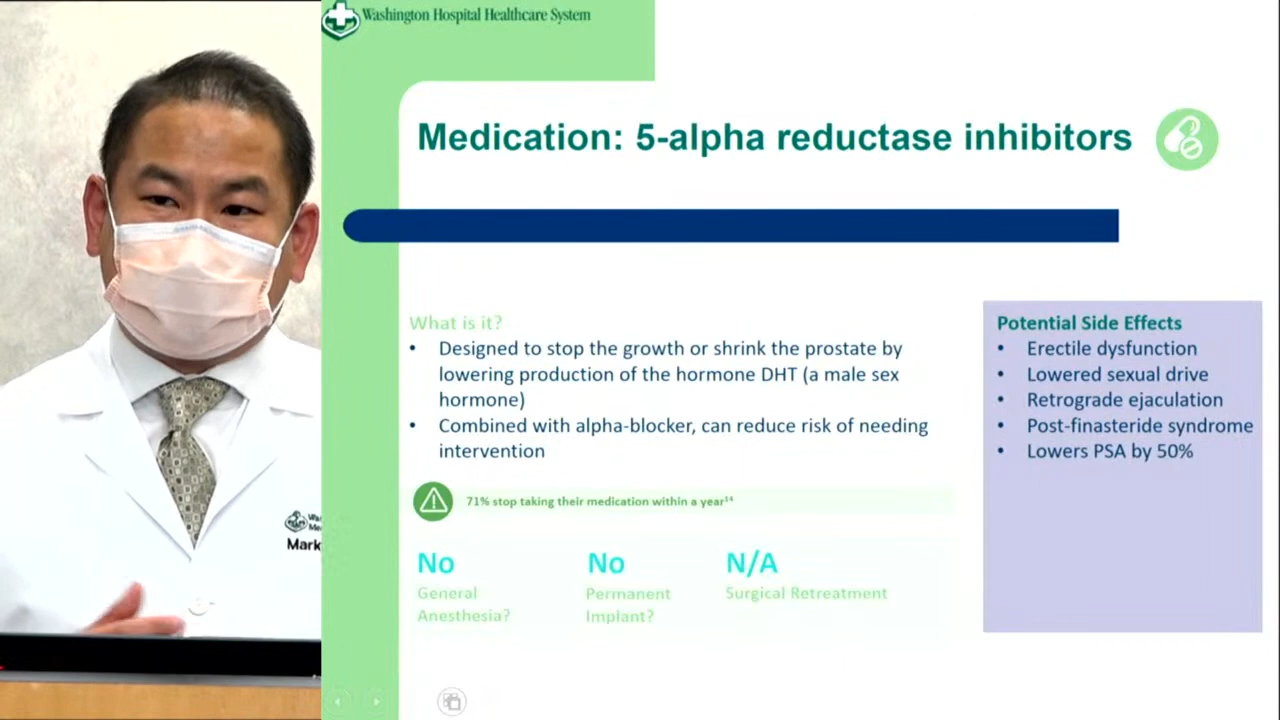 Washington Hospital Healthcare System
Medication: 5-alpha reductase inhibitors
What is it?
• Designed to stop the growth or shrink the prostate by
lowering production of the hormone DHT (a male sex
hormone)
• Combined with alpha-blocker, can reduce risk of needing
intervention
71% stop taking their medication within a year¹⁴
No
General
Anesthesia?
No
Permanent
Implant?
N/A
Surgical Retreatment
Potential Side Effects
• Erectile dysfunction
• Lowered sexual drive
• Retrograde ejaculation
• Post-finasteride syndrome
• Lowers PSA by 50%
Mark